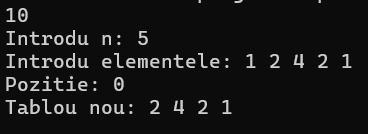 10
Introdu n: 5
Introdu elementele: 1 2 4 2 1
Pozitie: 0
Tablou nou: 2 4 2 1